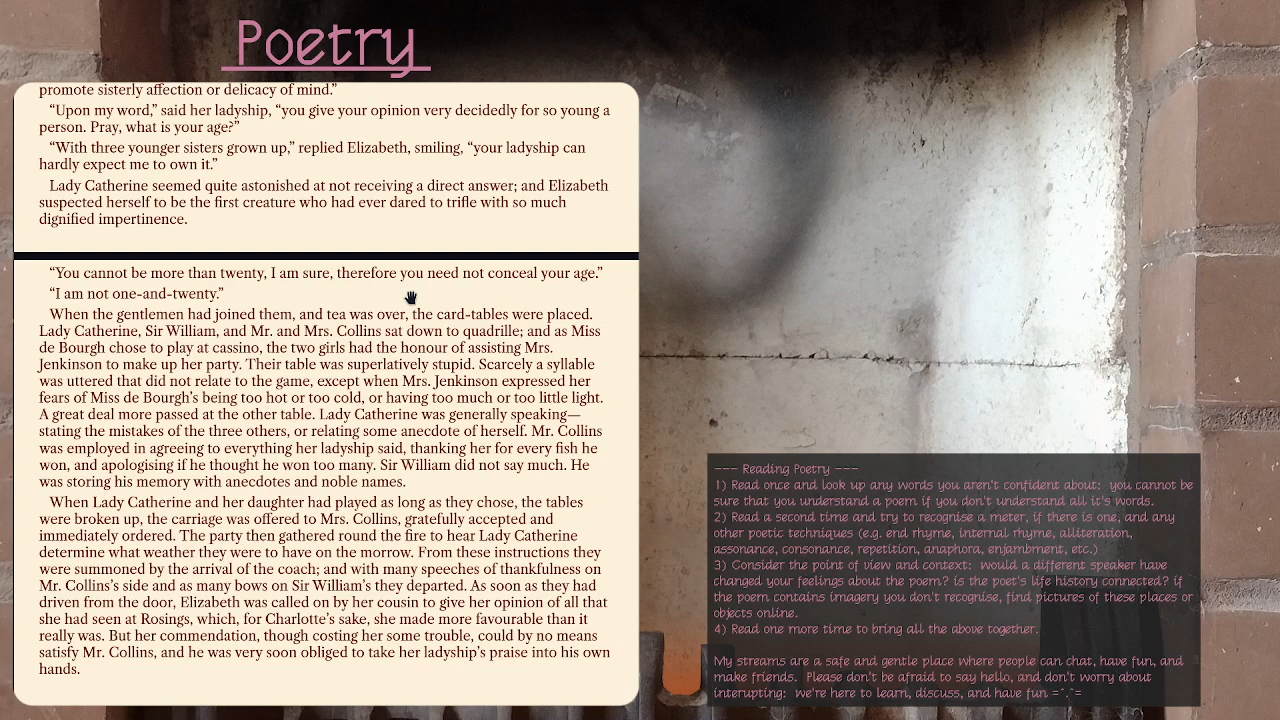 Poetry
promote sisterly affection or delicacy of mind.”
“Upon my word,” said her ladyship, “you give your opinion very decidedly for so young a
person. Pray, what is your age?”
“With three younger sisters grown up,” replied Elizabeth, smiling, “your ladyship can
hardly expect me to own it.”
Lady Catherine seemed quite astonished at not receiving a direct answer; and Elizabeth
suspected herself to be the first creature who had ever dared to trifle with so much
dignified impertinence.
“You cannot be more than twenty, I am sure, therefore you need not conceal your age.”
“I am not one-and-twenty.”
When the gentlemen had joined them, and tea was over, the card-tables were placed.
Lady Catherine, Sir William, and Mr. and Mrs. Collins sat down to quadrille; and as Miss
de Bourgh chose to play at cassino, the two girls had the honour of assisting Mrs.
Jenkinson to make up her party. Their table was superlatively stupid. Scarcely a syllable
was uttered that did not relate to the game, except when Mrs. Jenkinson expressed her
fears of Miss de Bourgh’s being too hot or too cold, or having too much or too little light.
A great deal more passed at the other table. Lady Catherine was generally speaking—
stating the mistakes of the three others, or relating some anecdote of herself. Mr. Collins
was employed in agreeing to everything her ladyship said, thanking her for every fish he
won, and apologising if he thought he won too many. Sir William did not say much. He
was storing his memory with anecdotes and noble names.
When Lady Catherine and her daughter had played as long as they chose, the tables
were broken up, the carriage was offered to Mrs. Collins, gratefully accepted and
immediately ordered. The party then gathered round the fire to hear Lady Catherine
determine what weather they were to have on the morrow. From these instructions they
were summoned by the arrival of the coach; and with many speeches of thankfulness on
Mr. Collins’s side and as many bows on Sir William’s they departed. As soon as they had
driven from the door, Elizabeth was called on by her cousin to give her opinion of all that
she had seen at Rosings, which, for Charlotte’s sake, she made more favourable than it
really was. But her commendation, though costing her some trouble, could by no means
satisfy Mr. Collins, and he was very soon obliged to take her ladyship’s praise into his own
hands.
--- Reading Poetry ---
1) Read once and look up any words you aren't confident about: you cannot be
sure that you understand a poem if you don't understand all it's words.
2) Read a second time and try to recognise a meter, if there is one, and any
other poetic techniques (e.g. end rhyme, internal rhyme, alliteration,
assonance, consonance, repetition, anaphora, enjambment, etc.)
3) Consider the point of view and context: would a different speaker have
changed your feelings about the poem? is the poet's life history connected? if
the poem contains imagery you don't recognise, find pictures of these places or
objects online.
4) Read one more time to bring all the above together.
My streams are a safe and gentle place where people can chat, have fun, and
make friends. Please don't be afraid to say hello, and don't worry about
interupting: we're here to learn, discuss, and have fun =^.^=